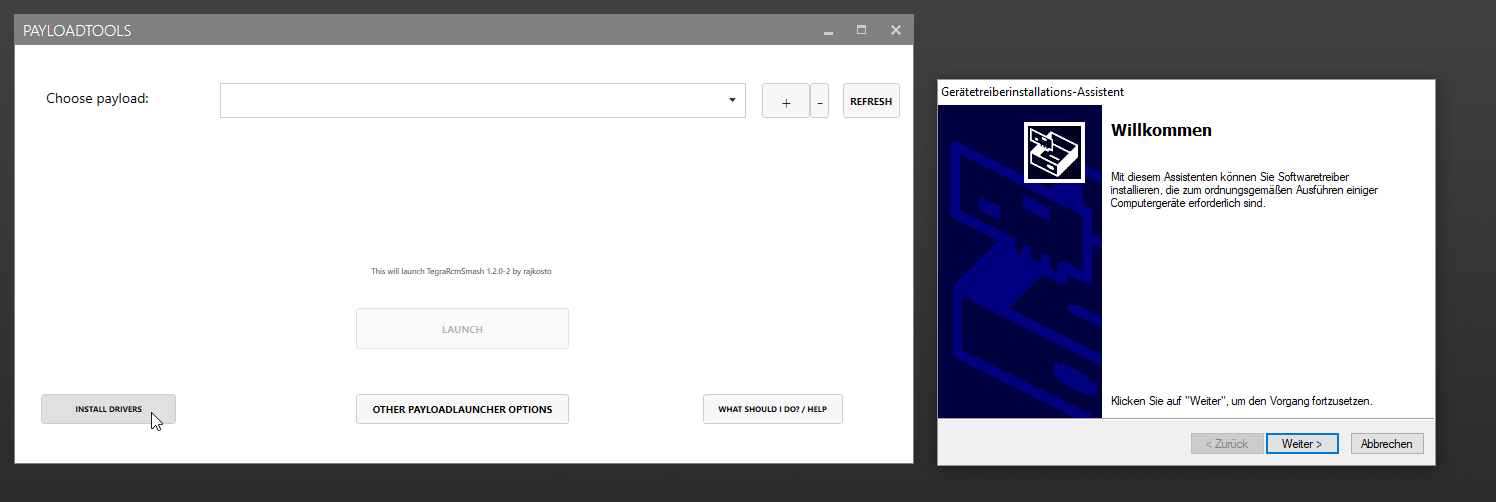 PAYLOADTOOLS
Choose payload:
+
-
REFRESH
This will launch TegraRcmSmash 1.2.0-2 by rajkosto
LAUNCH
INSTALL DRIVERS
OTHER PAYLOADLAUNCHER OPTIONS
WHAT SHOULD I DO? / HELP
Gerätetreiberinstallations-Assistent
Willkommen
Mit diesem Assistenten können Sie Softwaretreiber
installieren, die zum ordnungsgemäßen Ausführen einiger
Computergeräte erforderlich sind.
Klicken Sie auf "Weiter", um den Vorgang fortzusetzen.
< Zurück
Weiter >
Abbrechen